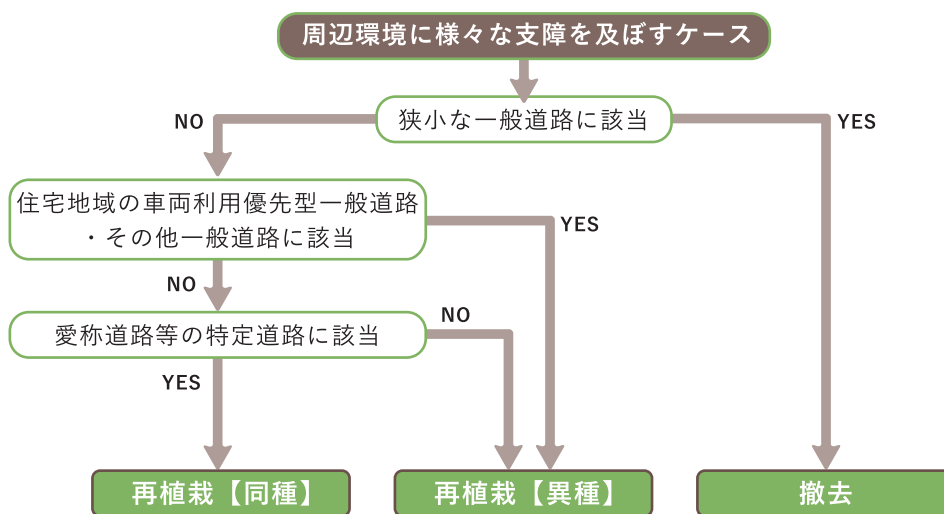 周辺環境に様々な支障を及ぼすケース
狭小な一般道路に該当
NO
YES
住宅地域の車両利用優先型一般道路
・その他一般道路に該当
YES
NO
愛称道路等の特定道路に該当
NO
YES
再植栽【同種】
再植栽【異種】
撤去